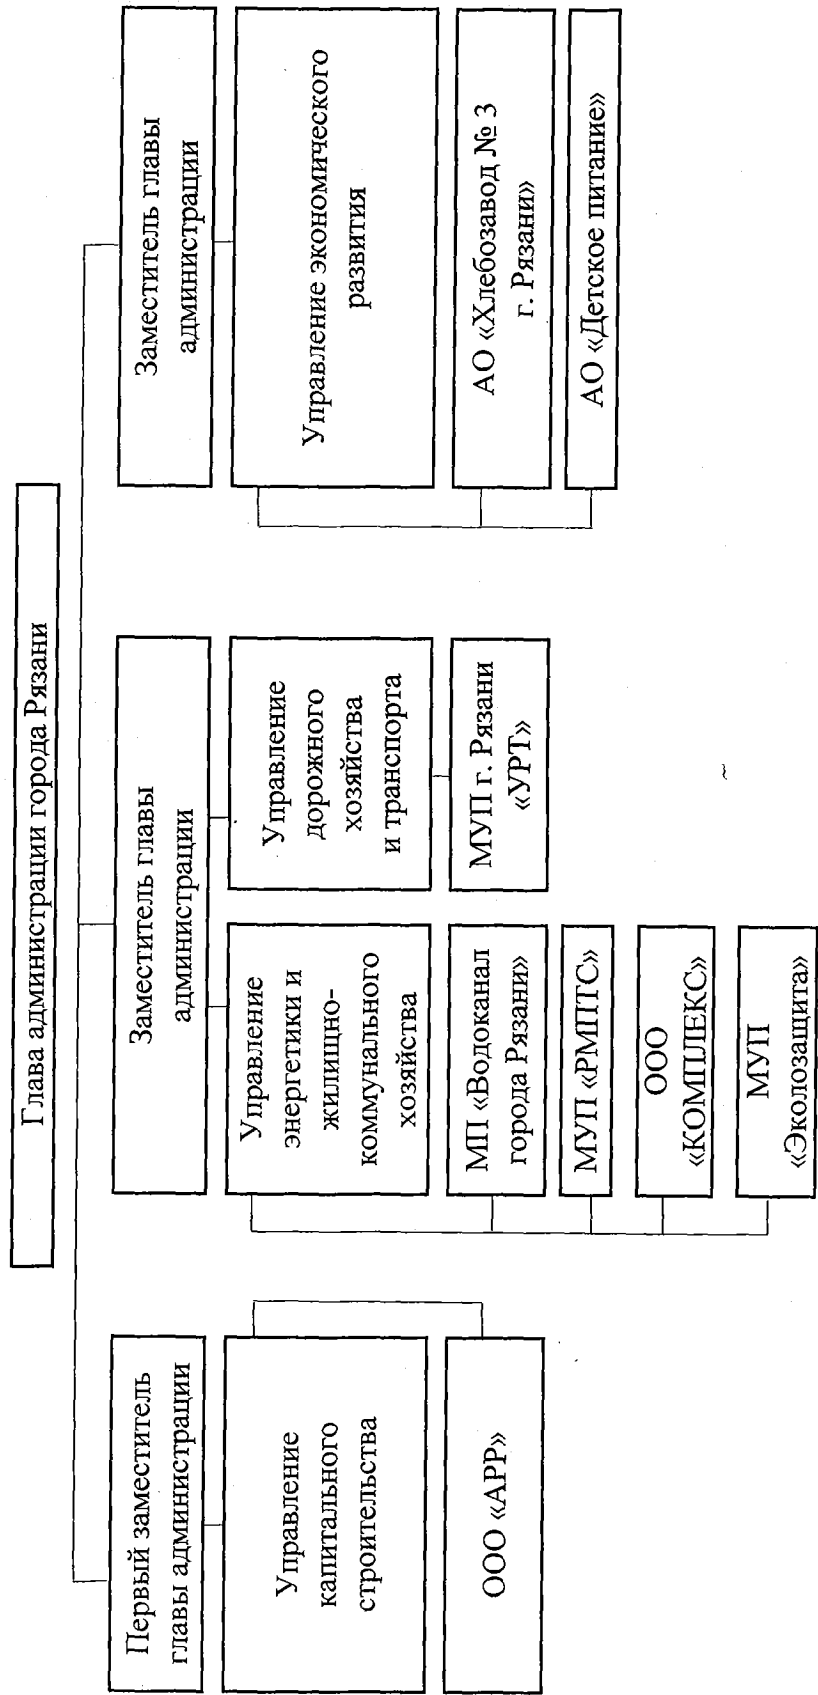 Глава администрации города Рязани
Первый заместитель
главы администрации
Управление
капитального
строительства
ООО «АРР»
Заместитель главы
администрации
Управление
энергетики и
жилищно-
коммунального
хозяйства
МП «Водоканал
города Рязани»
МУП «РМПТС»
ООО
«КОМПЛЕКС»
МУП
«Эколозащита»
Управление
дорожного
хозяйства
и транспорта
МУП г. Рязани
«УРТ»
Заместитель главы
администрации
Управление экономического
развития
АО «Хлебозавод № 3
г. Рязани»
АО «Детское питание»